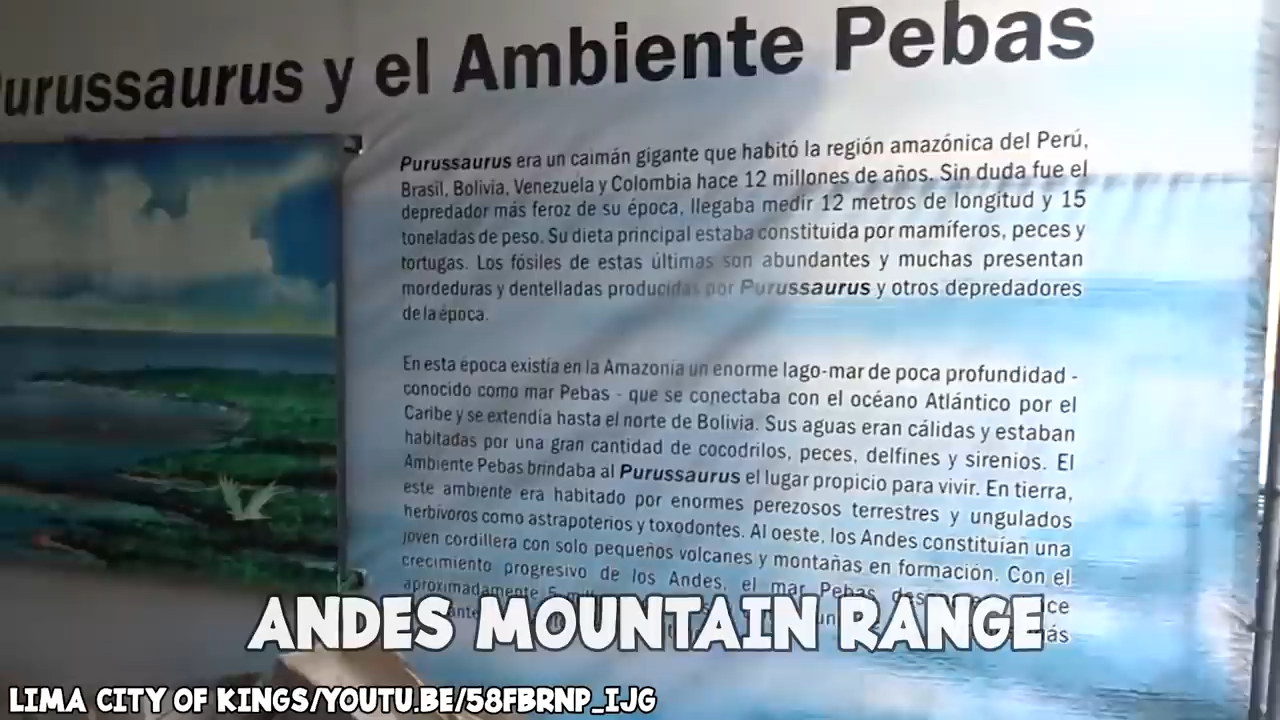 urussaurus y el Ambiente Pebas
Purussaurus era un caimán gigante que habitó la región amazónica del Perú,
Brasil, Bolivia, Venezuela y Colombia hace 12 millones de años. Sin duda fue el
depredador más feroz de su época, llegaba medir 12 metros de longitud y 15
toneladas de peso. Su dieta principal estaba constituida por mamíferos, peces y
tortugas. Los fósiles de estas últimas son abundantes y muchas presentan
mordeduras y dentelladas producidas por Purussaurus y otros depredadores
de la época.
En esta época existía en la Amazonía un enorme lago-mar de poca profundidad -
conocido como mar Pebas - que se conectaba con el océano Atlántico por el
Caribe y se extendía hasta el norte de Bolivia. Sus aguas eran cálidas y estaban
habitadas por una gran cantidad de cocodrilos, peces, delfines y sirenios. El
Ambiente Pebas brindaba al Purussaurus el lugar propicio para vivir. En tierra,
este ambiente era habitado por enormes perezosos terrestres y ungulados
herbívoros como astrapoterios y toxodontes. Al oeste, los Andes constituían una
joven cordillera con solo pequeños volcanes y montañas en formación. Con el
crecimiento progresivo de los Andes, el mar Pebas
aproximadamente 5
ANDES MOUNTAIN RANGE
LIMA CITY OF KINGS/YOUTU.BE/58FBRNP_IJG